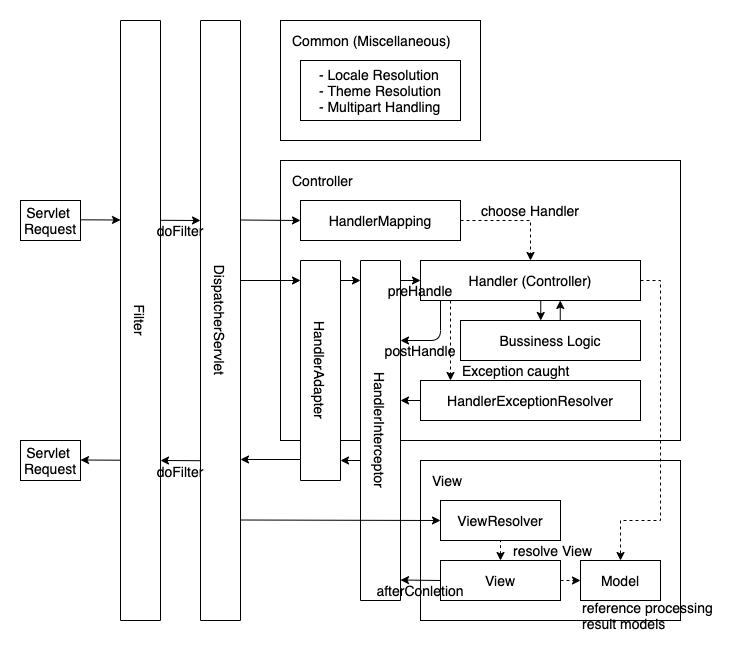 Common (Miscellaneous)
- Locale Resolution
- Theme Resolution
- Multipart Handling
Controller
Servlet
Request
doFilter
HandlerMapping
choose Handler
Filter
DispatcherServlet
HandlerAdapter
HandlerInterceptor
preHandle
Handler (Controller)
Bussiness Logic
postHandle
Exception caught
HandlerExceptionResolver
Servlet
Request
doFilter
View
ViewResolver
resolve View
afterConletion
View
Model
reference processing
result models